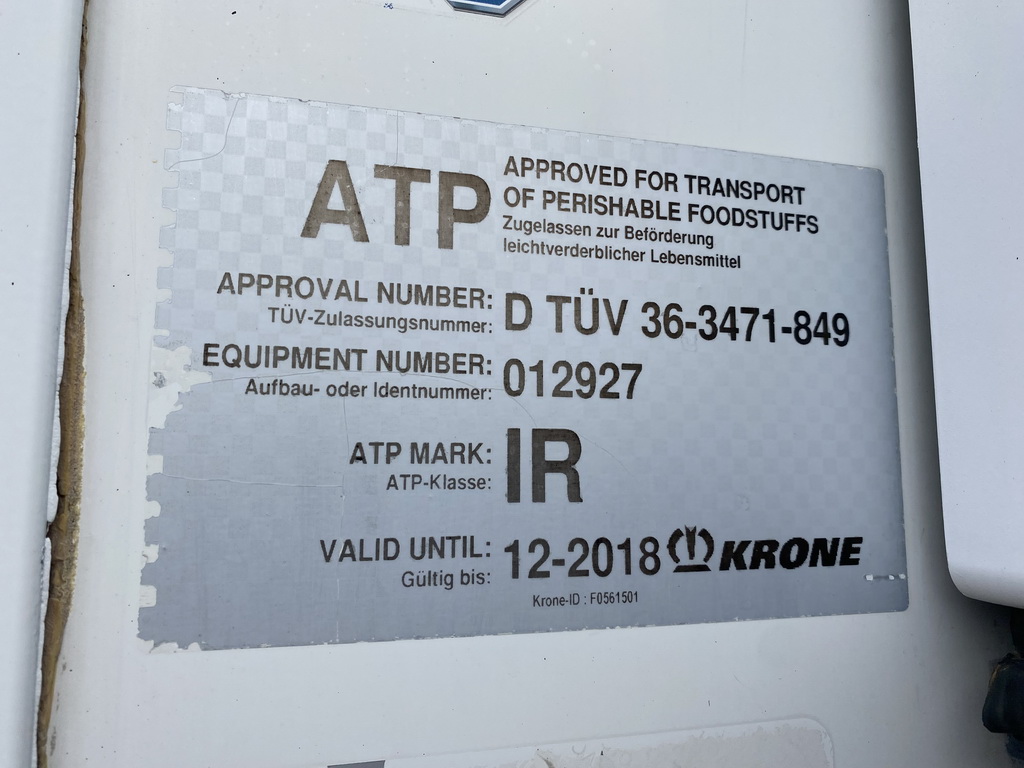 ATP
APPROVED FOR TRANSPORT
OF PERISHABLE FOODSTUFFS
Zugelassen zur Beförderung
leichtverderblicher Lebensmittel
APPROVAL NUMBER: D TÜV 36-3471-849
TÜV-Zulassungsnummer:
EQUIPMENT NUMBER: 012927
Aufbau- oder Identnummer:
ATP MARK: IR
ATP-Klasse:
VALID UNTIL: 12-2018 KRONE
Gültig bis:
Krone-ID : F0561501